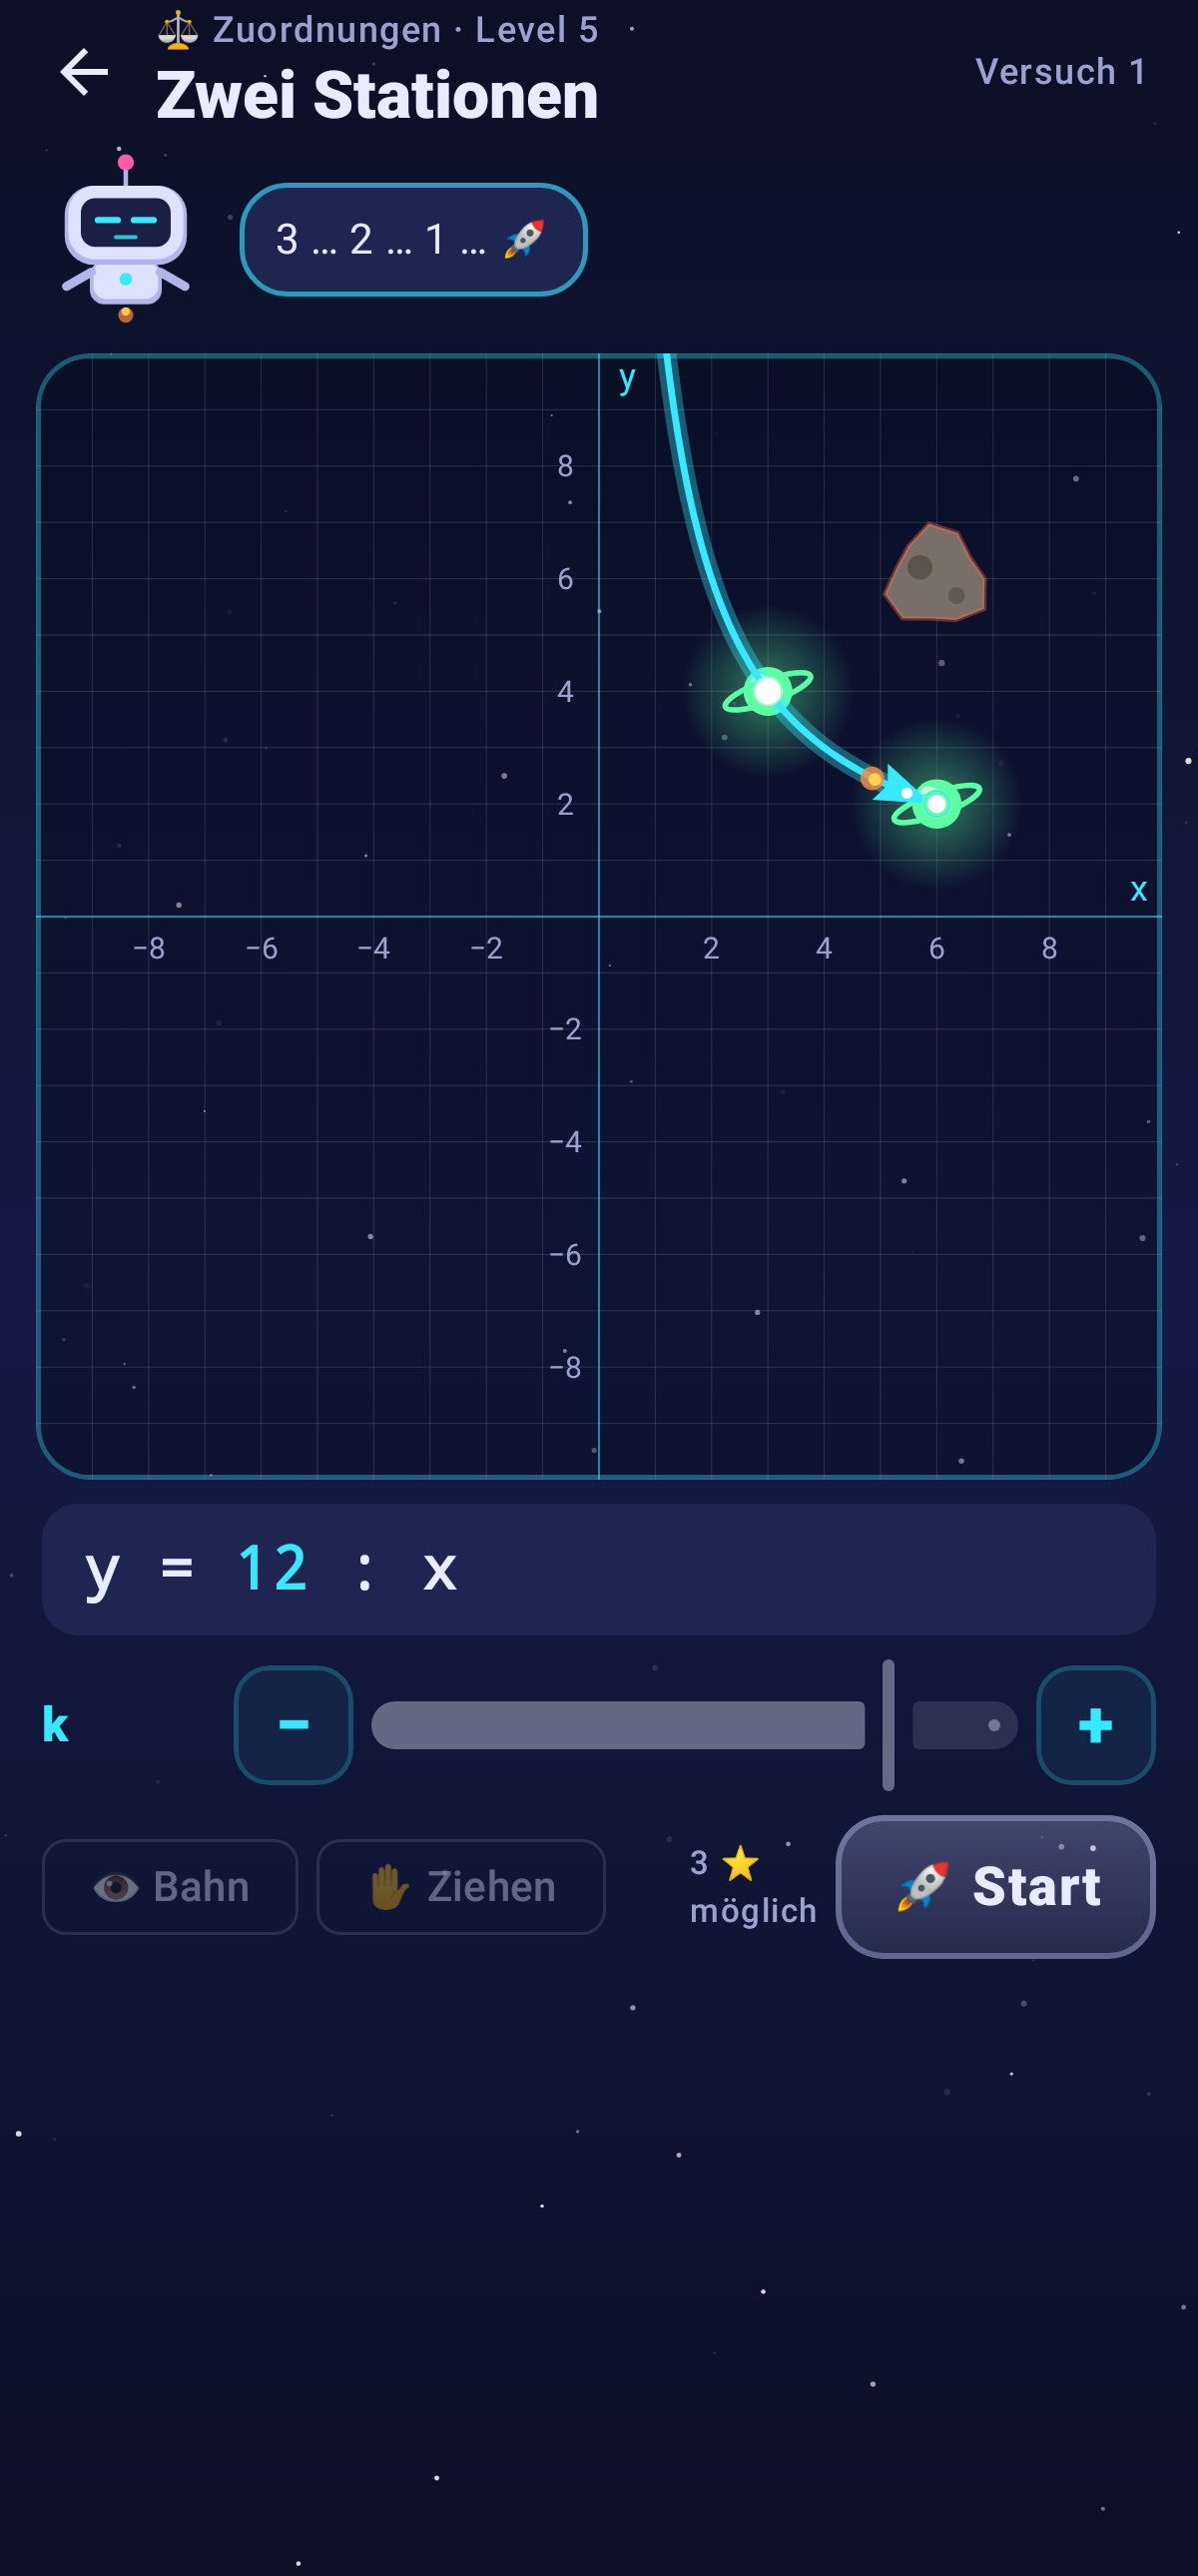 ⚖️ Zuordnungen · Level 5
Zwei Stationen
Versuch 1
3 … 2 … 1 … 🚀
y
8
6
4
2
x
−8 −6 −4 −2 2 4 6 8
−2
−4
−6
−8
y = 12 : x
k − +
👁️ Bahn ✋ Ziehen
3 ⭐
möglich
🚀 Start